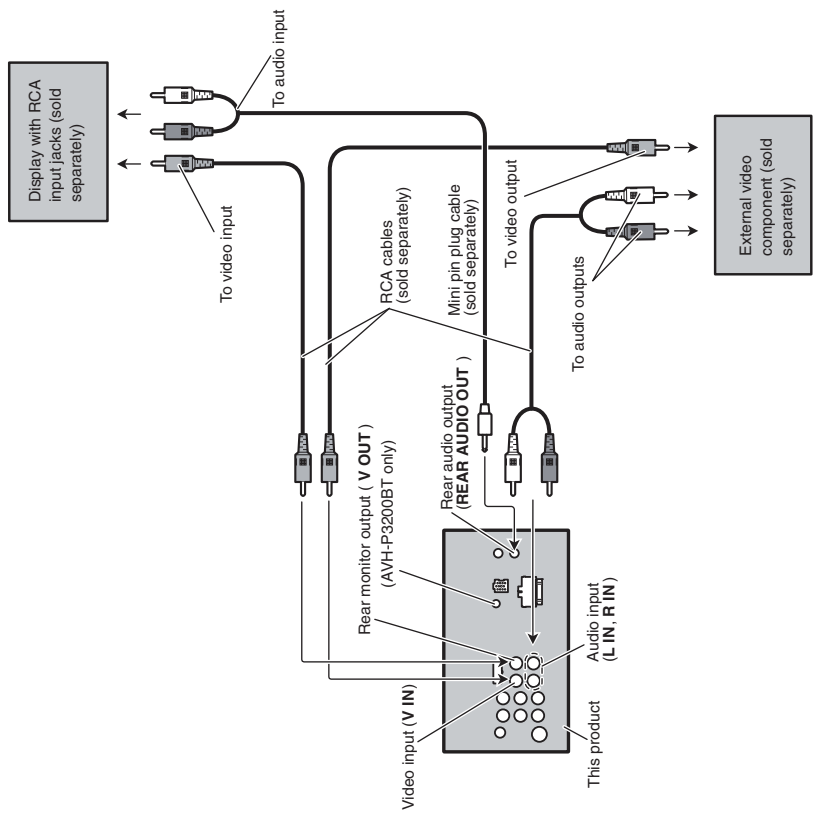 Display with RCA
input jacks (sold
separately)
To audio input
To video input
RCA cables
(sold separately)
Mini pin plug cable
(sold separately)
To video output
To audio outputs
External video
component (sold
separately)
Rear monitor output ( V OUT )
(AVH-P3200BT only)
Rear audio output
(REAR AUDIO OUT )
Video input (V IN)
Audio input
(L IN, R IN)
This product